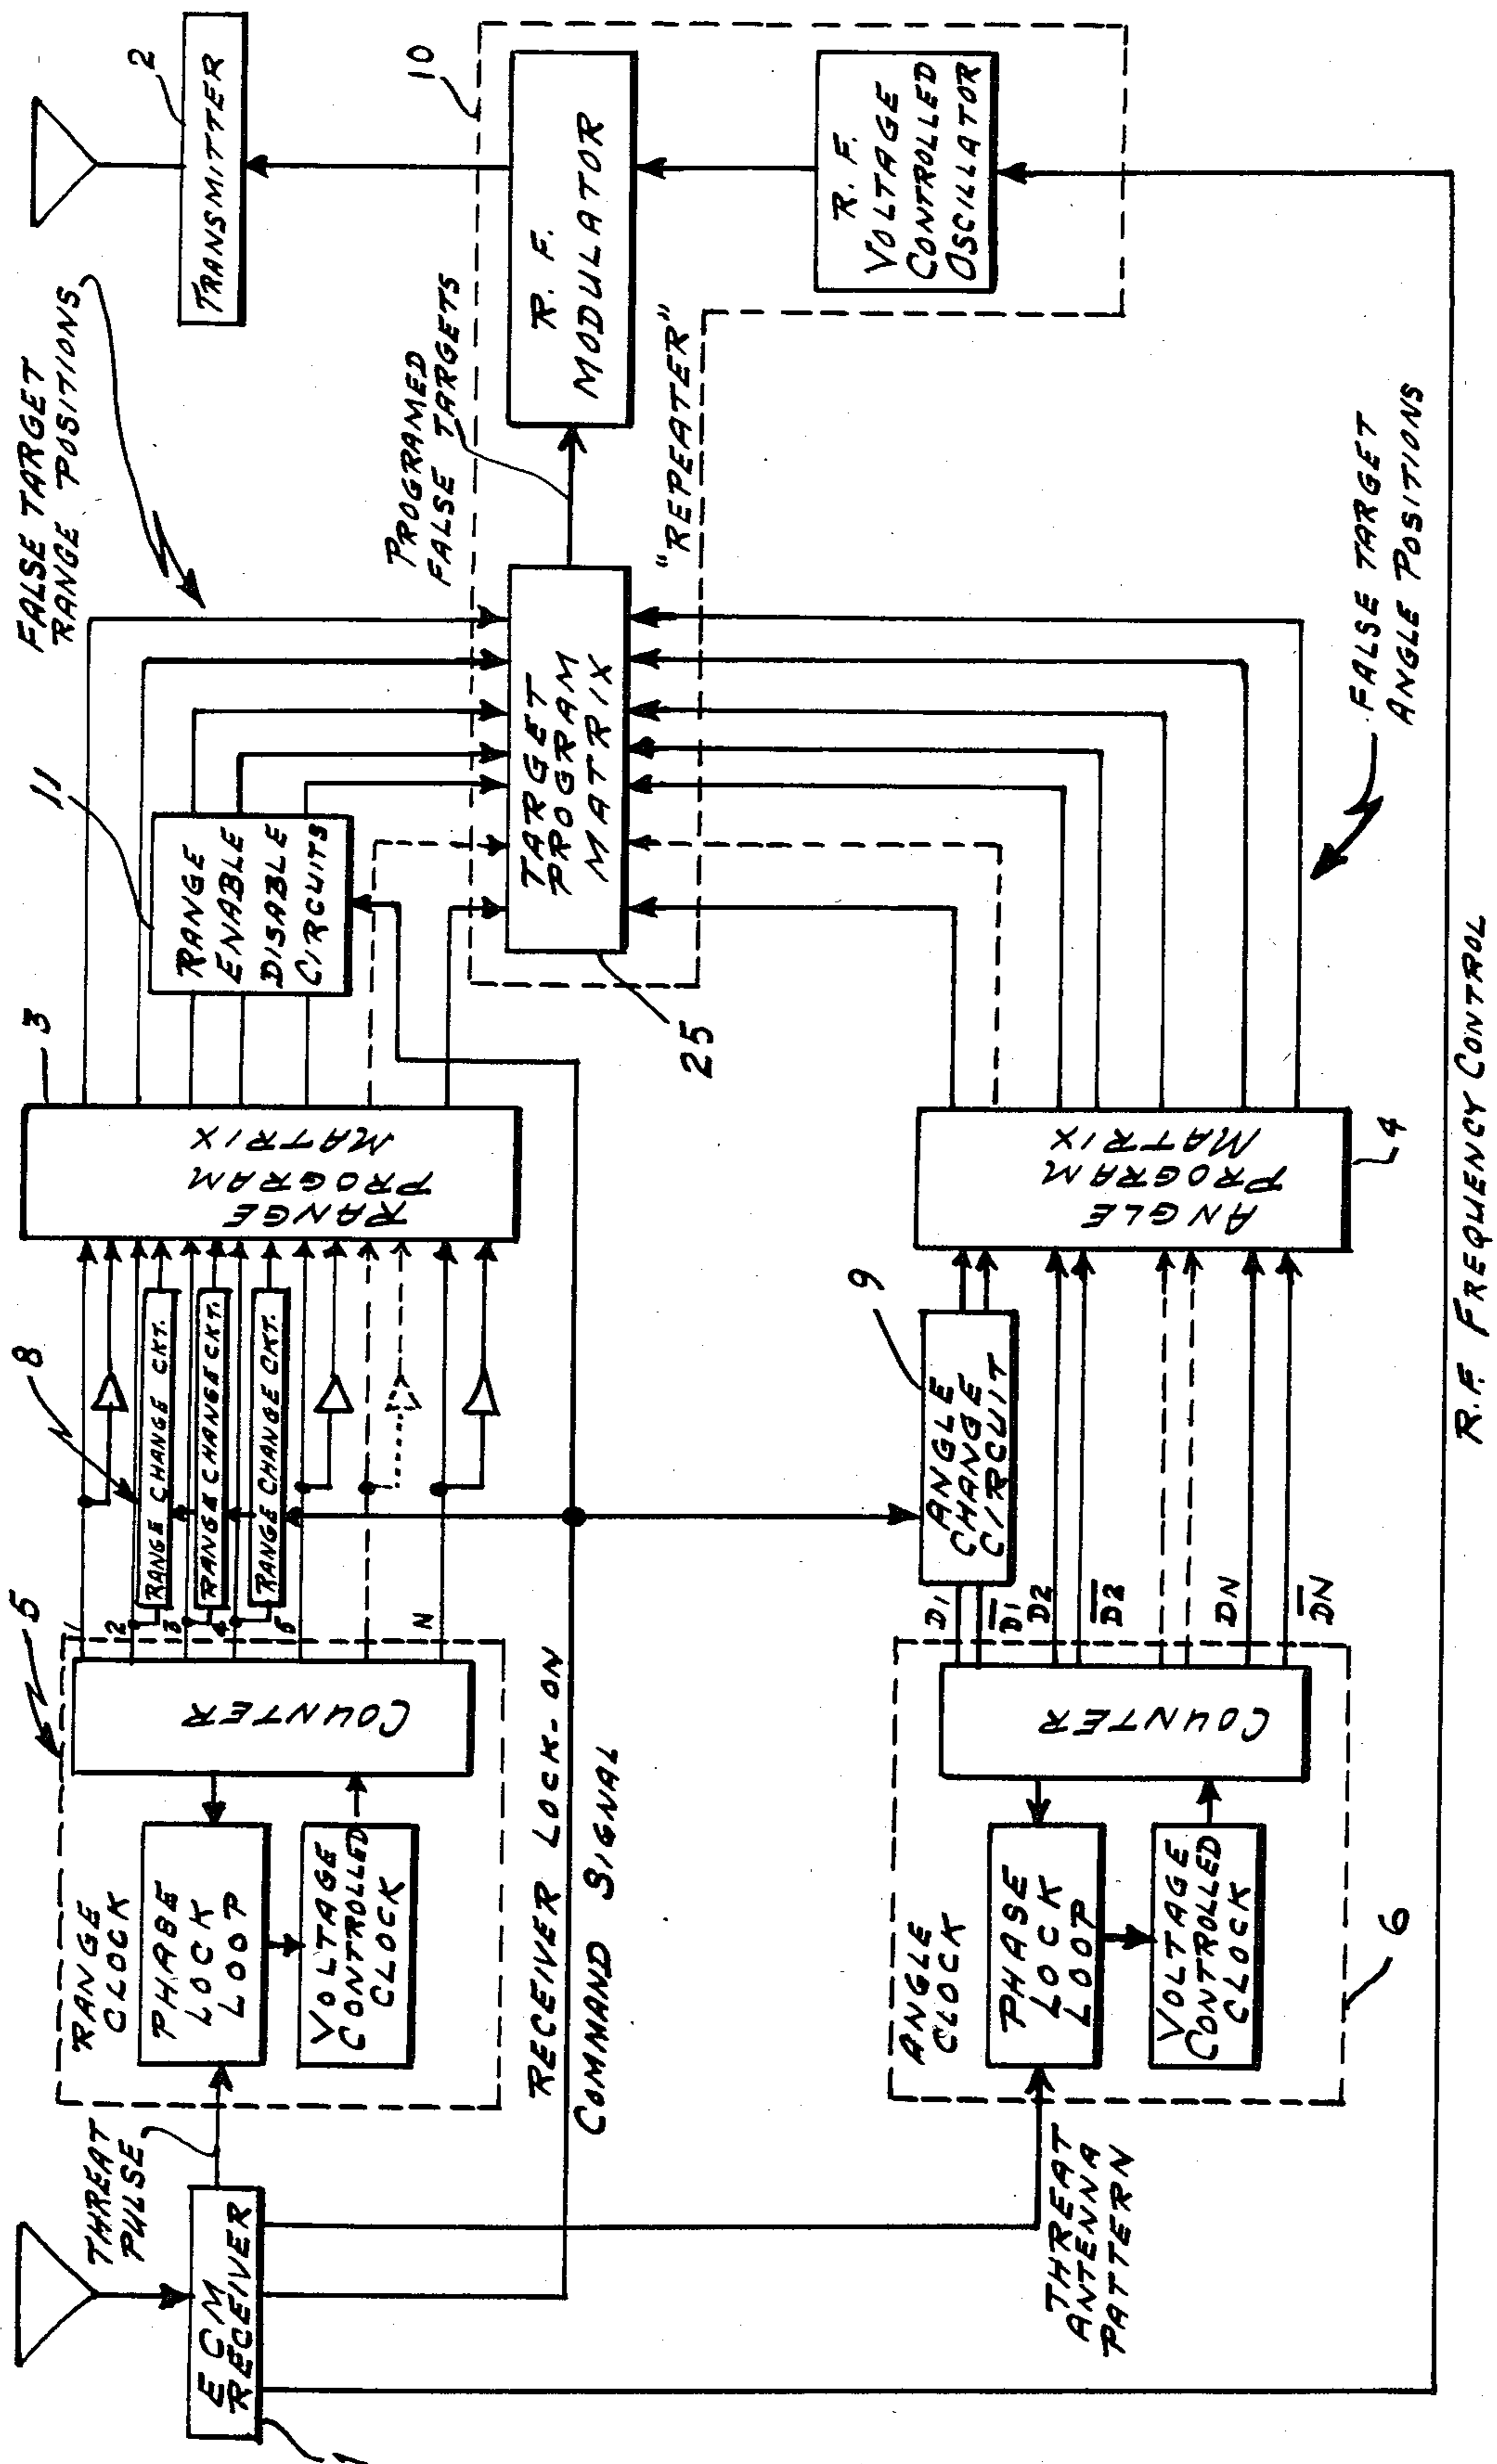 THREAT
PULSE
ECM
RECEIVER
1
RANGE
CLOCK
PHASE
LOCK
LOOP
VOLTAGE
CONTROLLED
CLOCK
COUNTER
5
1
2
3
4
5
N
8
RANGE CHANGE CKT.
RANGE CHANGE CKT.
RANGE CHANGE CKT.
RANGE
PROGRAM
MATRIX
3
11
RANGE
ENABLE
DISABLE
CIRCUITS
FALSE TARGET
RANGE POSITIONS
2
TRANSMITTER
RECEIVER LOCK-ON
COMMAND SIGNAL
25
TARGET
PROGRAM
MATRIX
PROGRAMED
FALSE TARGETS
10
R. F.
MODULATOR
"REPEATER"
R. F.
VOLTAGE
CONTROLLED
OSCILLATOR
THREAT
ANTENNA
PATTERN
ANGLE
CLOCK
PHASE
LOCK
LOOP
VOLTAGE
CONTROLLED
CLOCK
6
COUNTER
D1
D̅1̅
D2
D̅2̅
DN
D̅N̅
9
ANGLE
CHANGE
CIRCUIT
ANGLE
PROGRAM
MATRIX
4
FALSE TARGET
ANGLE POSITIONS
R.F. FREQUENCY CONTROL